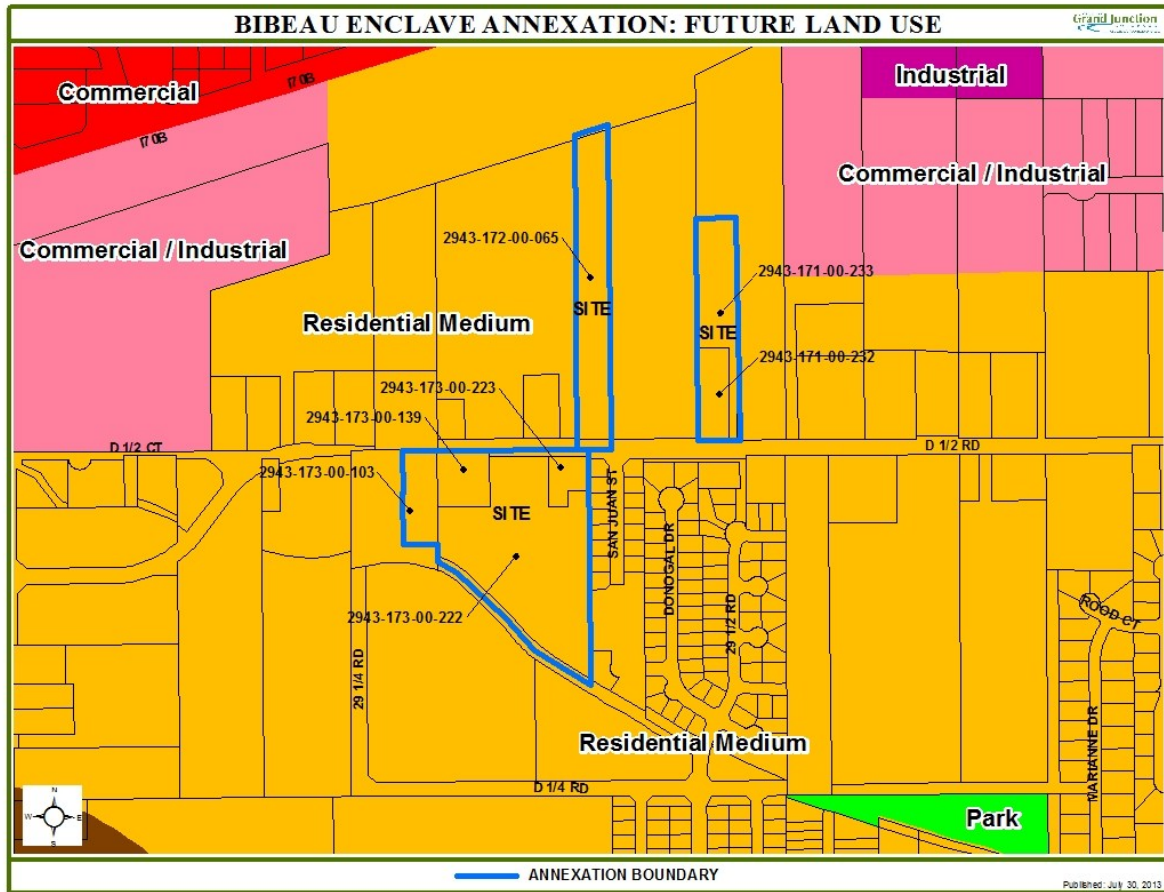 BIBEAU ENCLAVE ANNEXATION: FUTURE LAND USE
Grand Junction
Commercial
I70B
I70B
Industrial
Commercial / Industrial
Commercial / Industrial
2943-172-00-065
2943-171-00-233
SITE
Residential Medium
SITE
2943-171-00-232
2943-173-00-223
2943-173-00-139
D 1/2 CT
D 1/2 RD
2943-173-00-103
SITE
SAN JUAN ST
DONOGAL DR
29 1/2 RD
ROOD CT
2943-173-00-222
29 1/4 RD
Residential Medium
MARIANNE DR
D 1/4 RD
N
W
E
S
Park
ANNEXATION BOUNDARY
Published: July 30, 2013